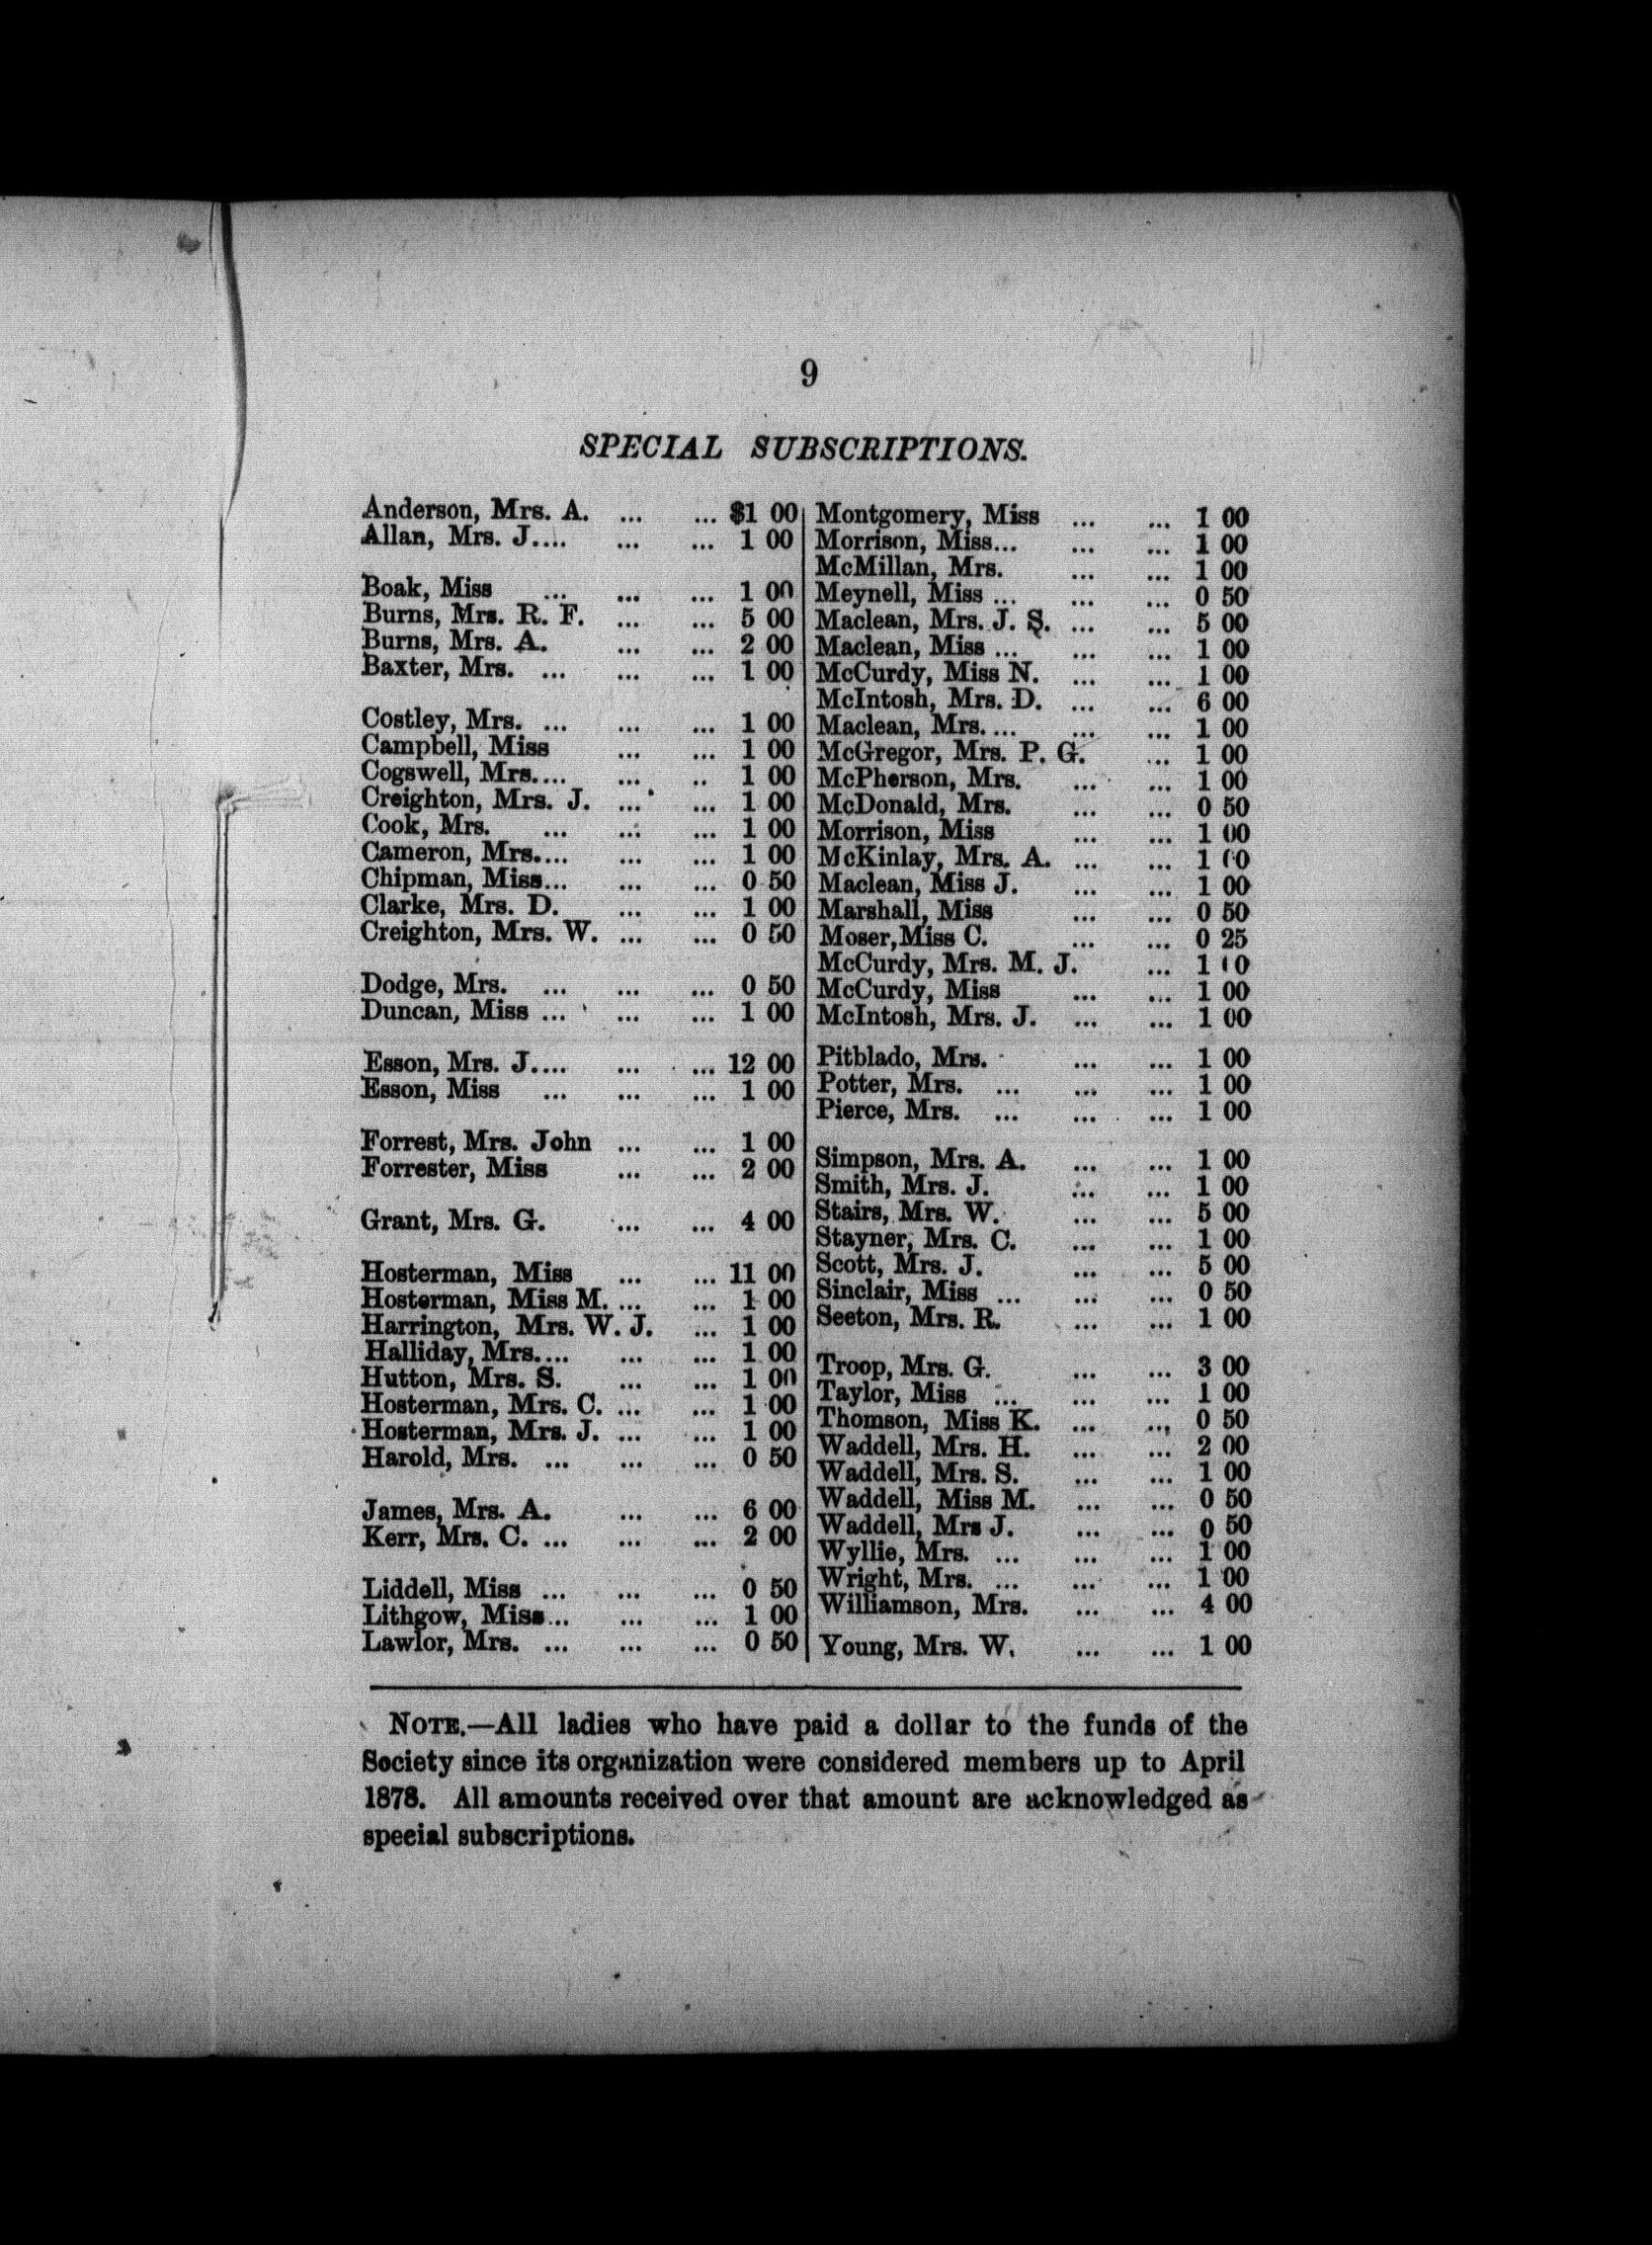 9
SPECIAL SUBSCRIPTIONS.
Anderson, Mrs. A. ... ... $1 00
Allan, Mrs. J.... ... ... 1 00
Boak, Miss ... ... ... 1 00
Burns, Mrs. R. F. ... ... 5 00
Burns, Mrs. A. ... ... 2 00
Baxter, Mrs. ... ... ... 1 00
Costley, Mrs. ... ... ... 1 00
Campbell, Miss ... ... 1 00
Cogswell, Mrs.... ... .. 1 00
Creighton, Mrs. J. ... ... 1 00
Cook, Mrs. ... ... ... 1 00
Cameron, Mrs.... ... ... 1 00
Chipman, Miss... ... ... 0 50
Clarke, Mrs. D. ... ... 1 00
Creighton, Mrs. W. ... ... 0 50
Dodge, Mrs. ... ... ... 0 50
Duncan, Miss ... ... ... 1 00
Esson, Mrs. J.... ... ... 12 00
Esson, Miss ... ... ... 1 00
Forrest, Mrs. John ... ... 1 00
Forrester, Miss ... ... 2 00
Grant, Mrs. G. ... ... 4 00
Hosterman, Miss ... ... 11 00
Hosterman, Miss M. ... ... 1 00
Harrington, Mrs. W. J. ... 1 00
Halliday, Mrs.... ... ... 1 00
Hutton, Mrs. S. ... ... 1 00
Hosterman, Mrs. C. ... ... 1 00
Hosterman, Mrs. J. ... ... 1 00
Harold, Mrs. ... ... ... 0 50
James, Mrs. A. ... ... 6 00
Kerr, Mrs. C. ... ... ... 2 00
Liddell, Miss ... ... ... 0 50
Lithgow, Miss... ... ... 1 00
Lawlor, Mrs. ... ... ... 0 50
Montgomery, Miss ... ... 1 00
Morrison, Miss... ... ... 1 00
McMillan, Mrs. ... ... 1 00
Meynell, Miss ... ... ... 0 50
Maclean, Mrs. J. S. ... ... 5 00
Maclean, Miss ... ... ... 1 00
McCurdy, Miss N. ... ... 1 00
McIntosh, Mrs. D. ... ... 6 00
Maclean, Mrs. ... ... ... 1 00
McGregor, Mrs. P. G. ... 1 00
McPherson, Mrs. ... ... 1 00
McDonald, Mrs. ... ... 0 50
Morrison, Miss ... ... 1 00
McKinlay, Mrs. A. ... ... 1 00
Maclean, Miss J. ... ... 1 00
Marshall, Miss ... ... 0 50
Moser, Miss C. ... ... 0 25
McCurdy, Mrs. M. J. ... 1 00
McCurdy, Miss ... ... 1 00
McIntosh, Mrs. J. ... ... 1 00
Pitblado, Mrs. ... ... 1 00
Potter, Mrs. ... ... ... 1 00
Pierce, Mrs. ... ... ... 1 00
Simpson, Mrs. A. ... ... 1 00
Smith, Mrs. J. ... ... 1 00
Stairs, Mrs. W. ... ... 5 00
Stayner, Mrs. C. ... ... 1 00
Scott, Mrs. J. ... ... 5 00
Sinclair, Miss ... ... ... 0 50
Seeton, Mrs. R. ... ... 1 00
Troop, Mrs. G. ... ... 3 00
Taylor, Miss ... ... ... 1 00
Thomson, Miss K. ... ... 0 50
Waddell, Mrs. H. ... ... 2 00
Waddell, Mrs. S. ... ... 1 00
Waddell, Miss M. ... ... 0 50
Waddell, Mrs J. ... ... 0 50
Wyllie, Mrs. ... ... ... 1 00
Wright, Mrs. ... ... ... 1 00
Williamson, Mrs. ... ... 4 00
Young, Mrs. W. ... ... 1 00
NOTE.—All ladies who have paid a dollar to the funds of the
Society since its organization were considered members up to April
1878. All amounts received over that amount are acknowledged as
special subscriptions.